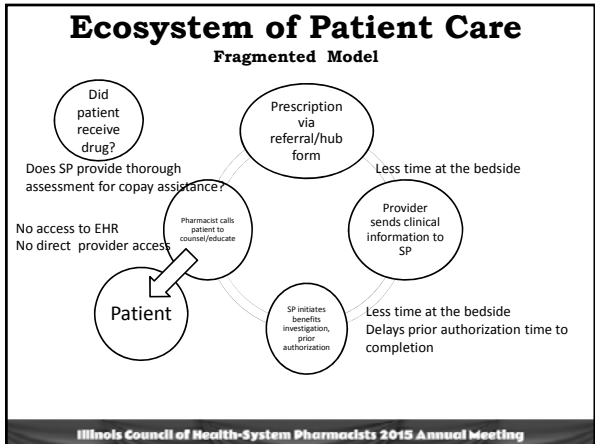 Ecosystem of Patient Care
Fragmented Model
Did
patient
receive
drug?
Prescription
via
referral/hub
form
Does SP provide thorough
assessment for copay assistance?
Less time at the bedside
Pharmacist calls
patient to
counsel/educate
Provider
sends clinical
information to
SP
No access to EHR
No direct provider access
Patient
SP initiates
benefits
investigation,
prior
authorization
Less time at the bedside
Delays prior authorization time to
completion
Illinois Council of Health-System Pharmacists 2015 Annual Meeting